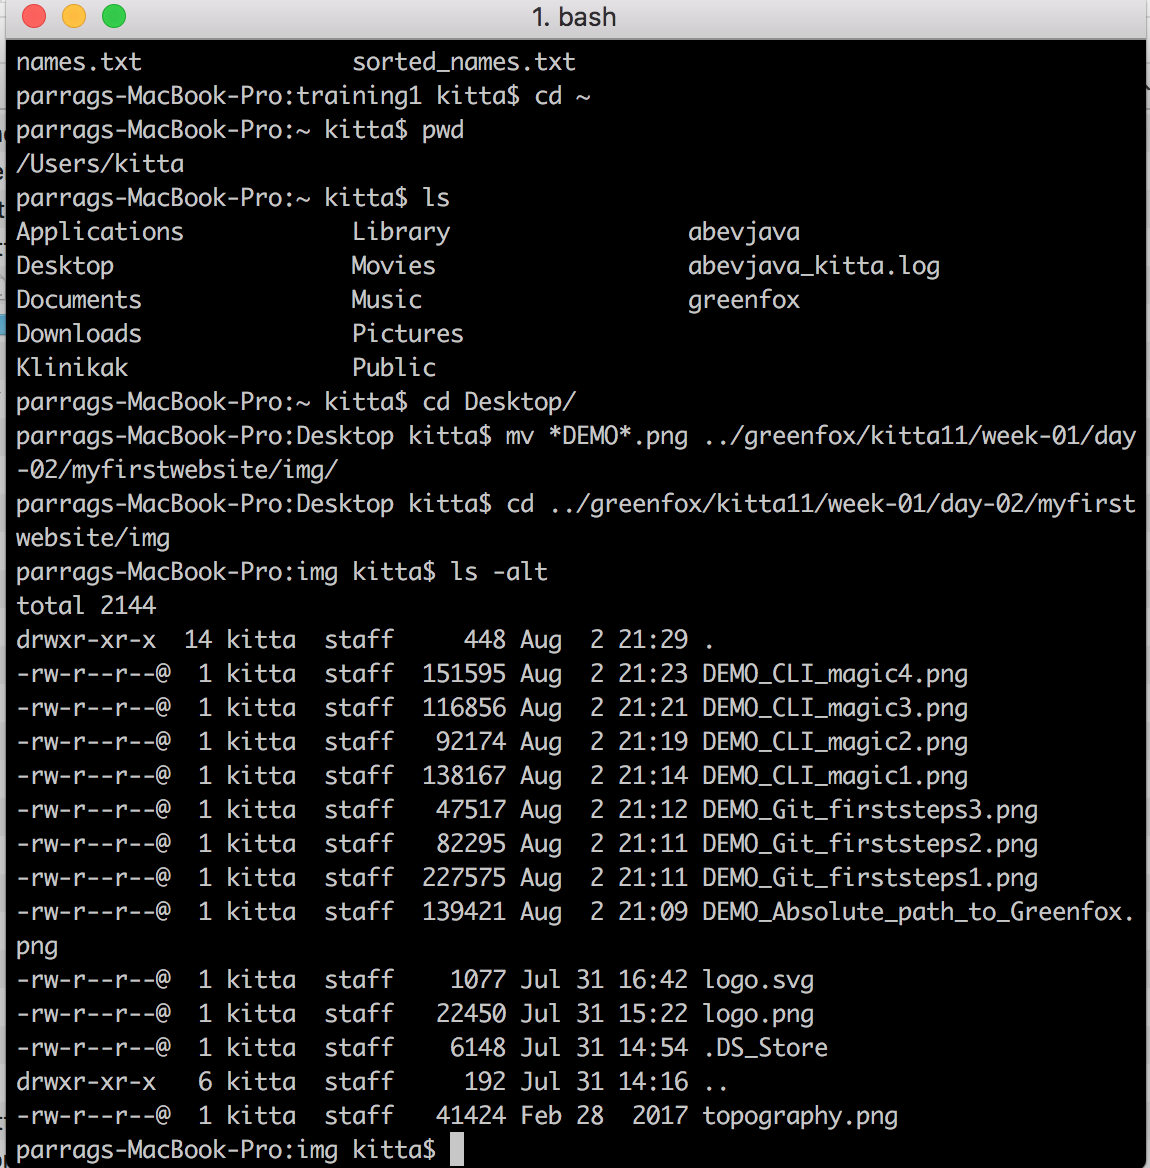 1. bash
names.txt               sorted_names.txt
parrags-MacBook-Pro:training1 kitta$ cd ~
parrags-MacBook-Pro:~ kitta$ pwd
/Users/kitta
parrags-MacBook-Pro:~ kitta$ ls
Applications            Library                 abevjava
Desktop                 Movies                  abevjava_kitta.log
Documents               Music                   greenfox
Downloads               Pictures
Klinikak                Public
parrags-MacBook-Pro:~ kitta$ cd Desktop/
parrags-MacBook-Pro:Desktop kitta$ mv *DEMO*.png ../greenfox/kitta11/week-01/day
-02/myfirstwebsite/img/
parrags-MacBook-Pro:Desktop kitta$ cd ../greenfox/kitta11/week-01/day-02/myfirst
website/img
parrags-MacBook-Pro:img kitta$ ls -alt
total 2144
drwxr-xr-x  14 kitta  staff     448 Aug  2 21:29 .
-rw-r--r--@  1 kitta  staff  151595 Aug  2 21:23 DEMO_CLI_magic4.png
-rw-r--r--@  1 kitta  staff  116856 Aug  2 21:21 DEMO_CLI_magic3.png
-rw-r--r--@  1 kitta  staff   92174 Aug  2 21:19 DEMO_CLI_magic2.png
-rw-r--r--@  1 kitta  staff  138167 Aug  2 21:14 DEMO_CLI_magic1.png
-rw-r--r--@  1 kitta  staff   47517 Aug  2 21:12 DEMO_Git_firststeps3.png
-rw-r--r--@  1 kitta  staff   82295 Aug  2 21:11 DEMO_Git_firststeps2.png
-rw-r--r--@  1 kitta  staff  227575 Aug  2 21:11 DEMO_Git_firststeps1.png
-rw-r--r--@  1 kitta  staff  139421 Aug  2 21:09 DEMO_Absolute_path_to_Greenfox.
png
-rw-r--r--@  1 kitta  staff    1077 Jul 31 16:42 logo.svg
-rw-r--r--@  1 kitta  staff   22450 Jul 31 15:22 logo.png
-rw-r--r--@  1 kitta  staff    6148 Jul 31 14:54 .DS_Store
drwxr-xr-x   6 kitta  staff     192 Jul 31 14:16 ..
-rw-r--r--@  1 kitta  staff   41424 Feb 28  2017 topography.png
parrags-MacBook-Pro:img kitta$